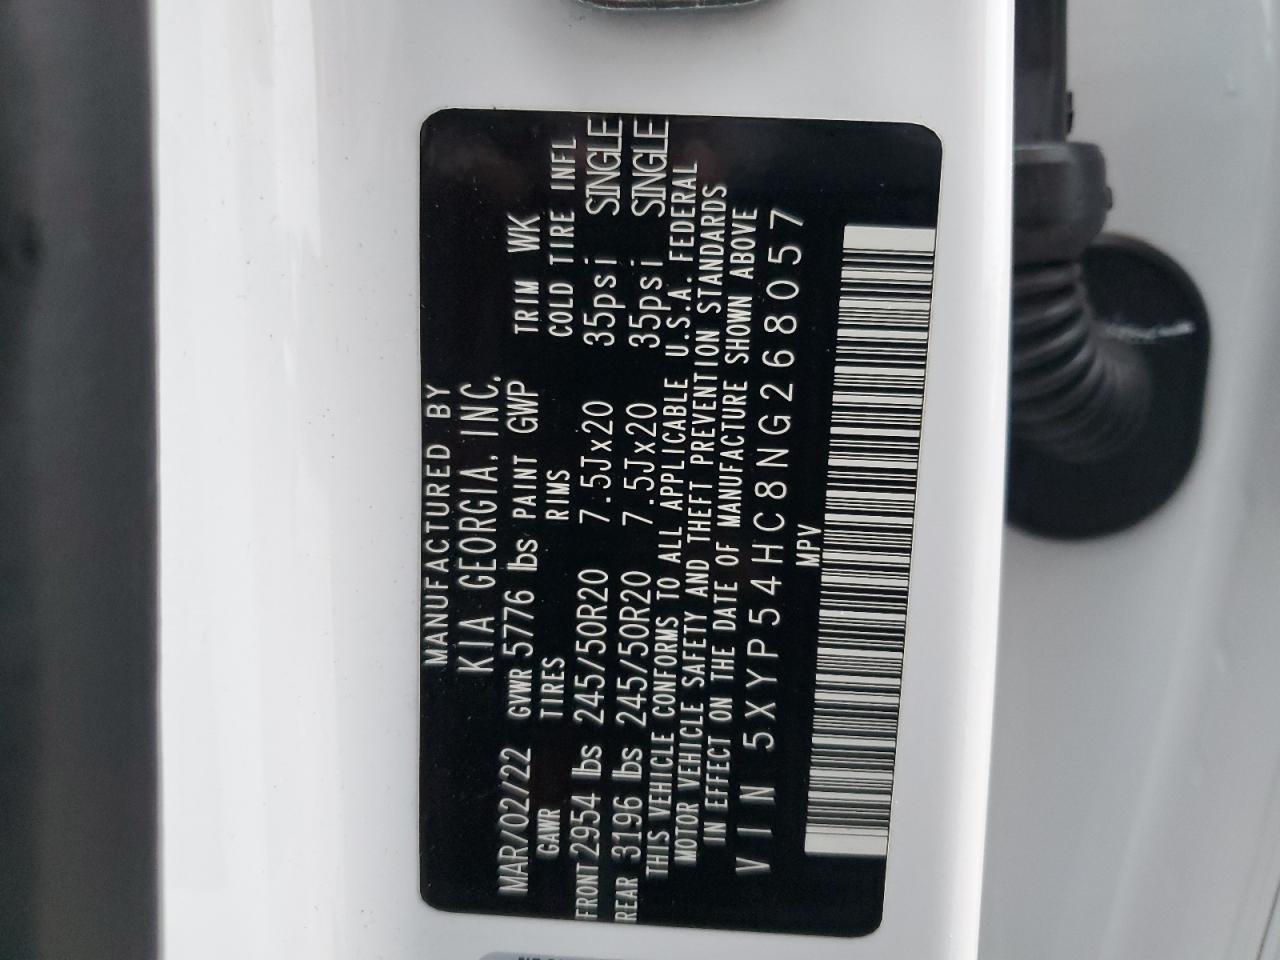 MANUFACTURED BY
KIA GEORGIA, INC.
MAR/02/22 GVWR 5776 lbs PAINT GWP TRIM WK
GAWR TIRES RIMS COLD TIRE INFL
FRONT 2954 lbs 245/50R20 7.5Jx20 35psi SINGLE
REAR 3196 lbs 245/50R20 7.5Jx20 35psi SINGLE
THIS VEHICLE CONFORMS TO ALL APPLICABLE U.S.A. FEDERAL
MOTOR VEHICLE SAFETY AND THEFT PREVENTION STANDARDS
IN EFFECT ON THE DATE OF MANUFACTURE SHOWN ABOVE
VIN 5XYP54HC8NG268057
MPV